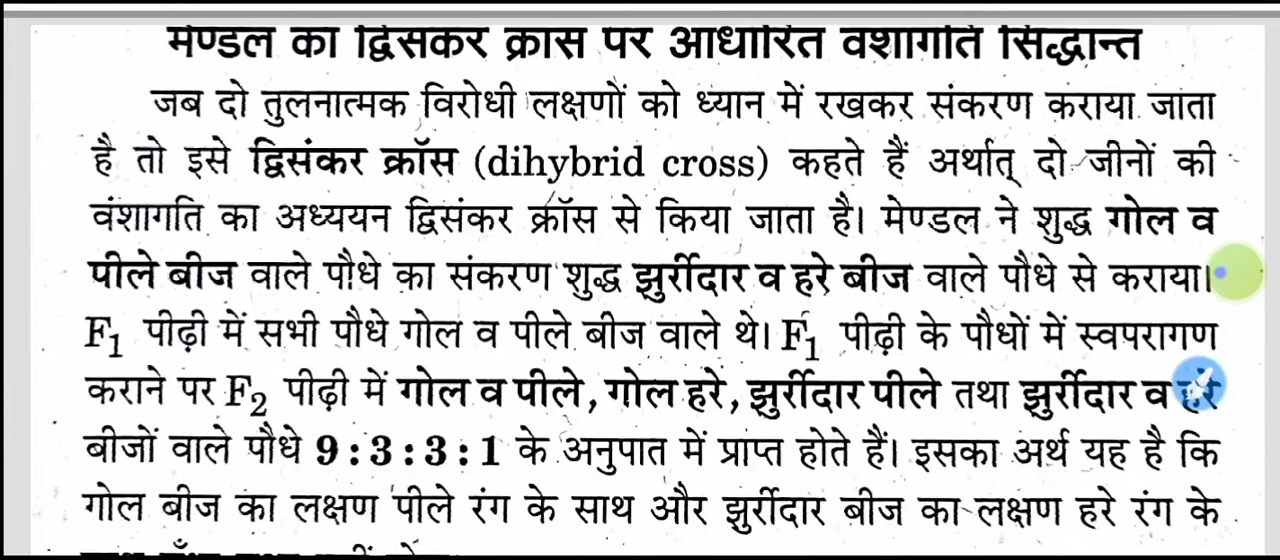 मेण्डल का द्विसंकर क्रास पर आधारित वंशागति सिद्धान्त
जब दो तुलनात्मक विरोधी लक्षणों को ध्यान में रखकर संकरण कराया जाता
है तो इसे द्विसंकर क्रॉस (dihybrid cross) कहते हैं अर्थात् दो जीनों की
वंशागति का अध्ययन द्विसंकर क्रॉस से किया जाता है। मेण्डल ने शुद्ध गोल व
पीले बीज वाले पौधे का संकरण शुद्ध झुर्रीदार व हरे बीज वाले पौधे से कराया।
F₁ पीढ़ी में सभी पौधे गोल व पीले बीज वाले थे। F₁ पीढ़ी के पौधों में स्वपरागण
कराने पर F₂ पीढ़ी में गोल व पीले, गोल हरे, झुर्रीदार पीले तथा झुर्रीदार व हरे
बीजों वाले पौधे 9 : 3 : 3 : 1 के अनुपात में प्राप्त होते हैं। इसका अर्थ यह है कि
गोल बीज का लक्षण पीले रंग के साथ और झुर्रीदार बीज का लक्षण हरे रंग के